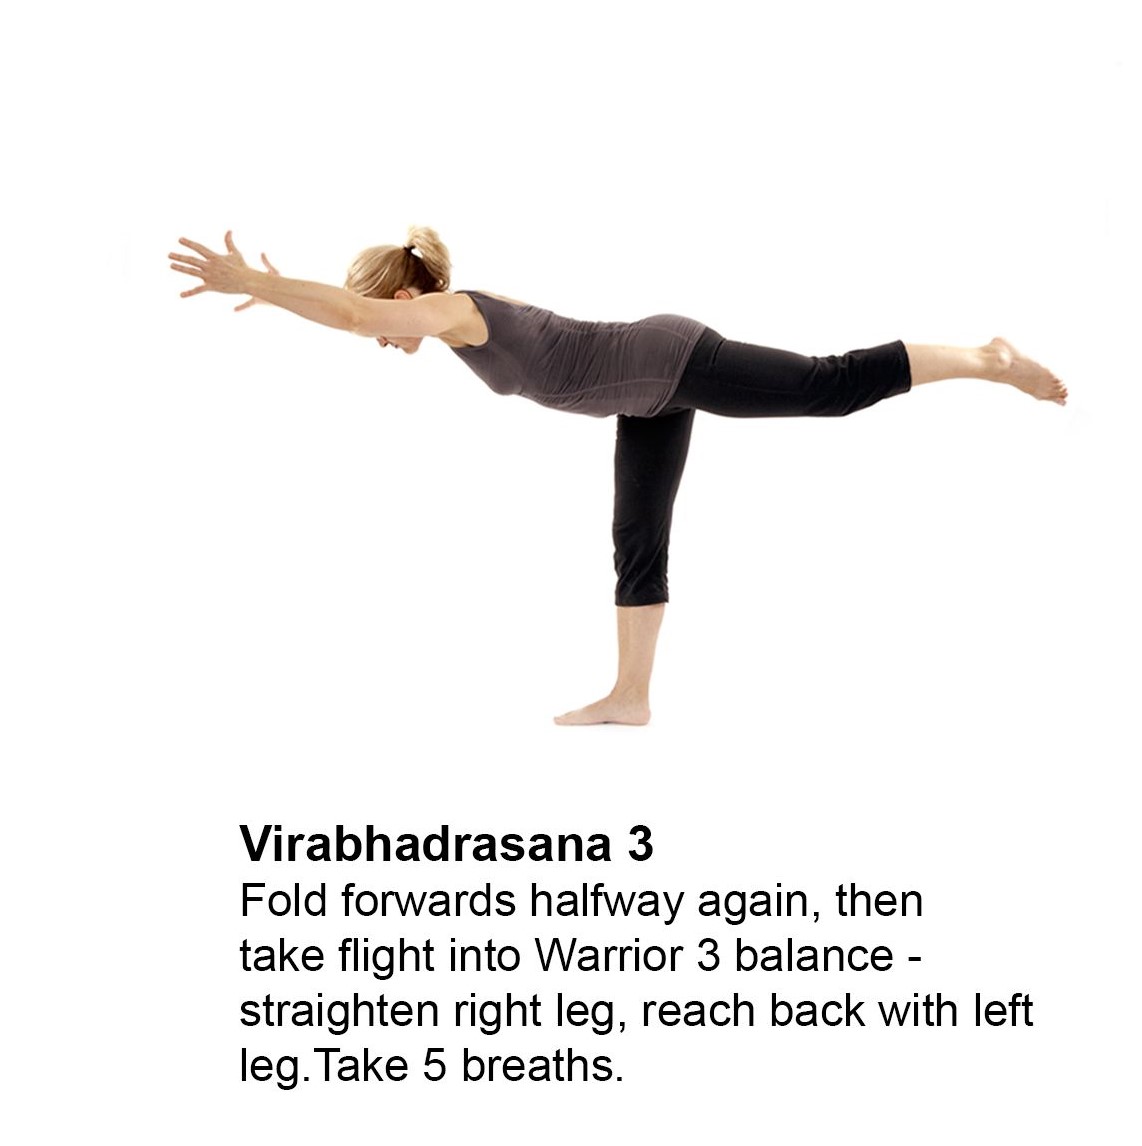 Virabhadrasana 3
Fold forwards halfway again, then
take flight into Warrior 3 balance -
straighten right leg, reach back with left
leg.Take 5 breaths.